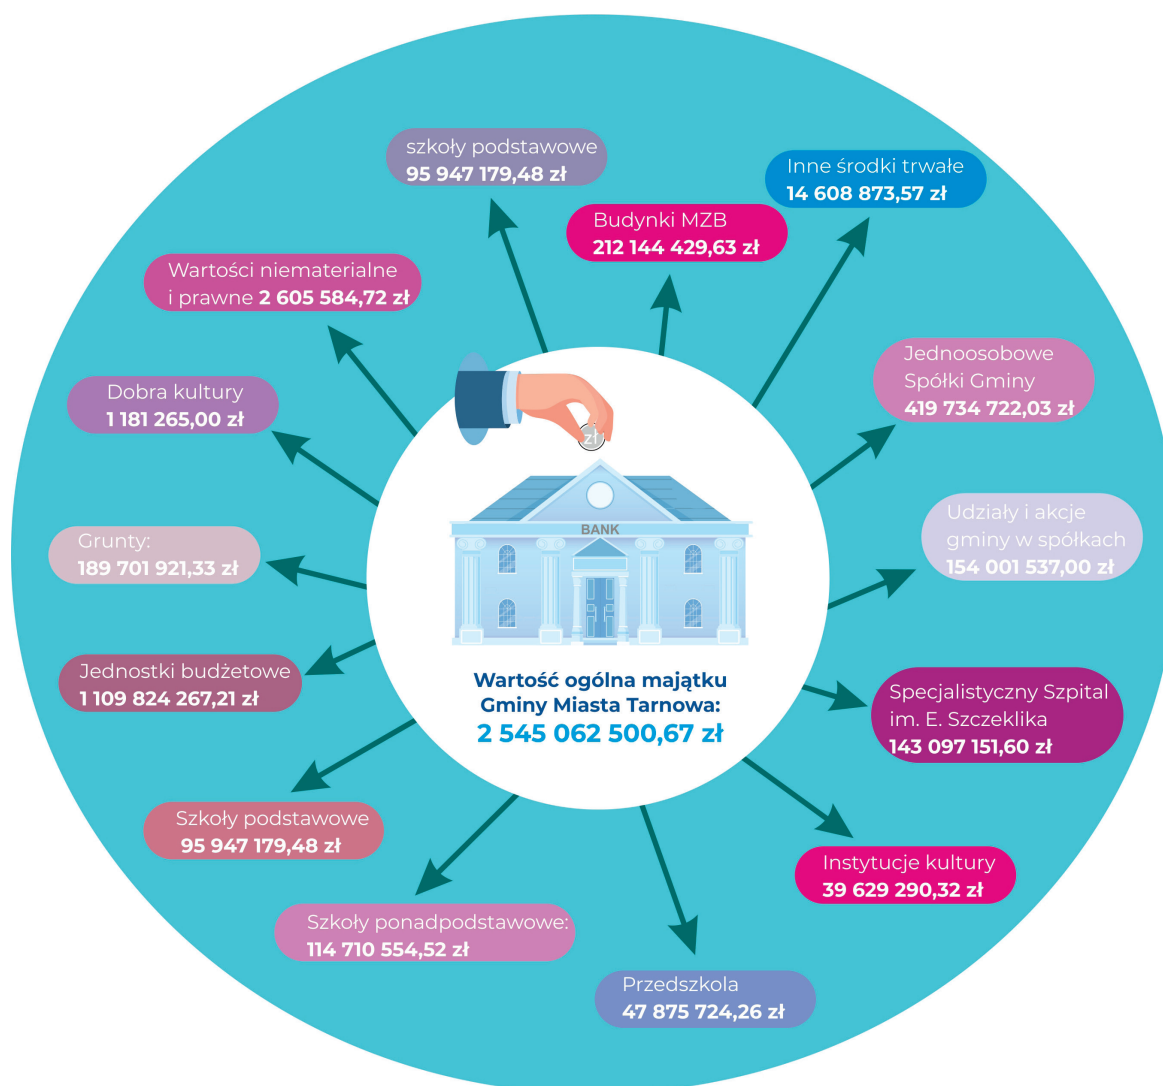 szkoły podstawowe
95 947 179,48 zł
Inne środki trwałe
14 608 873,57 zł
Budynki MZB
212 144 429,63 zł
Wartości niematerialne
i prawne 2 605 584,72 zł
Jednoosobowe
Spółki Gminy
419 734 722,03 zł
Dobra kultury
1 181 265,00 zł
zł
BANK
Udziały i akcje
gminy w spółkach
154 001 537,00 zł
Grunty:
189 701 921,33 zł
Jednostki budżetowe
1 109 824 267,21 zł
Wartość ogólna majątku
Gminy Miasta Tarnowa:
2 545 062 500,67 zł
Specjalistyczny Szpital
im. E. Szczeklika
143 097 151,60 zł
Szkoły podstawowe
95 947 179,48 zł
Instytucje kultury
39 629 290,32 zł
Szkoły ponadpodstawowe:
114 710 554,52 zł
Przedszkola
47 875 724,26 zł